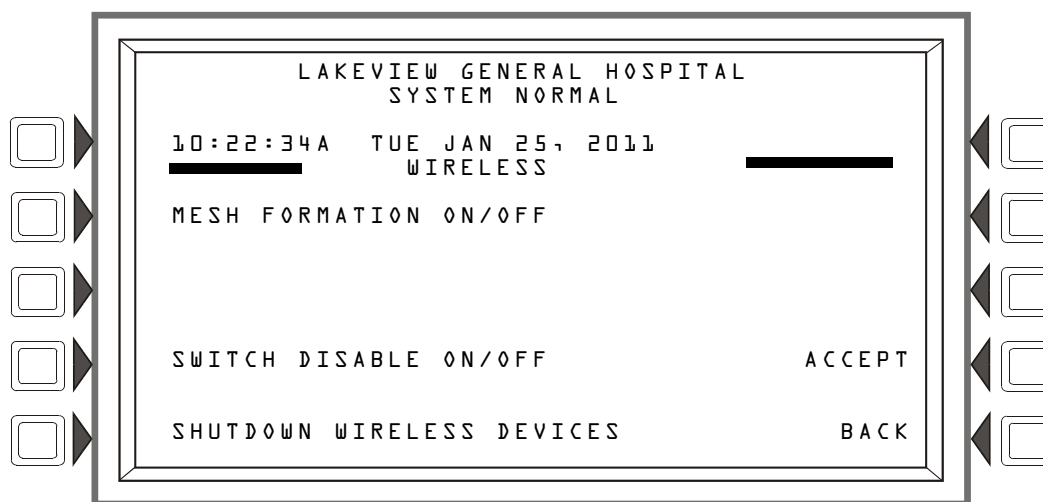 LAKEVIEW GENERAL HOSPITAL
SYSTEM NORMAL
10:22:34A TUE JAN 25, 2011
WIRELESS
MESH FORMATION ON/OFF
SWITCH DISABLE ON/OFF ACCEPT
SHUTDOWN WIRELESS DEVICES BACK